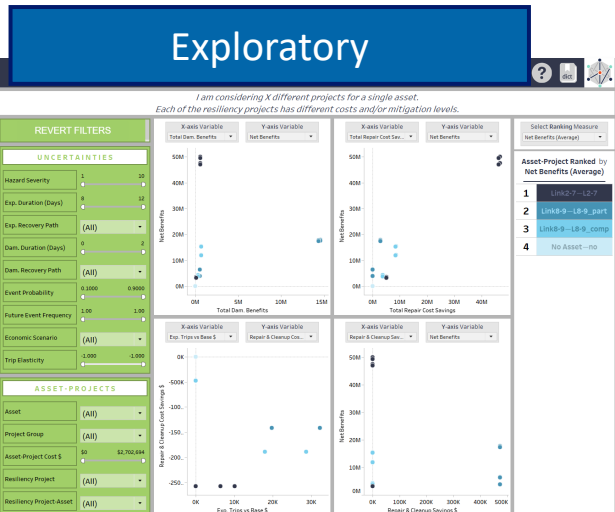 Exploratory
?
dict
I am considering X different projects for a single asset.
Each of the resiliency projects has different costs and/or mitigation levels.
REVERT FILTERS
UNCERTAINTIES
Hazard Severity
1 10
Exp. Duration (Days)
8 12
Exp. Recovery Path
(All)
Dam. Duration (Days)
0 2
Dam. Recovery Path
(All)
Event Probability
0.1000 0.9000
Future Event Frequency
1.00 1.00
Economic Scenario
(All)
Trip Elasticity
-1.000 -1.000
ASSET-PROJECTS
Asset
(All)
Project Group
(All)
Asset-Project Cost $
$0 $2,702,694
Resiliency Project
(All)
Resiliency Project-Asset
(All)
X-axis Variable Y-axis Variable
Total Dam. Benefits Net Benefits
50M
40M
30M
20M
10M
0M
Net Benefits
0M 5M 10M 15M
Total Dam. Benefits
X-axis Variable Y-axis Variable
Total Repair Cost Sav... Net Benefits
50M
40M
30M
20M
10M
0M
Net Benefits
0M 10M 20M 30M 40M
Total Repair Cost Savings
X-axis Variable Y-axis Variable
Exp. Trips vs Base $ Repair & Cleanup Cos...
0K
-50K
-100..
-150..
-200..
-250..
Repair & Cleanup Cost Savings $
0K 10K 20K 30K
Exp. Trips vs Base $
X-axis Variable Y-axis Variable
Repair & Cleanup Sav... Net Benefits
50M
40M
30M
20M
10M
0M
Net Benefits
0K 100K 200K 300K 400K 500K
Repair & Cleanup Savings $
Select Ranking Measure
Net Benefits (Average)
Asset-Project Ranked by
Net Benefits (Average)
1 Link2-7--L2-7
2 Link8-9--L8-9_part
3 Link8-9--L8-9_comp
4 No Asset--no